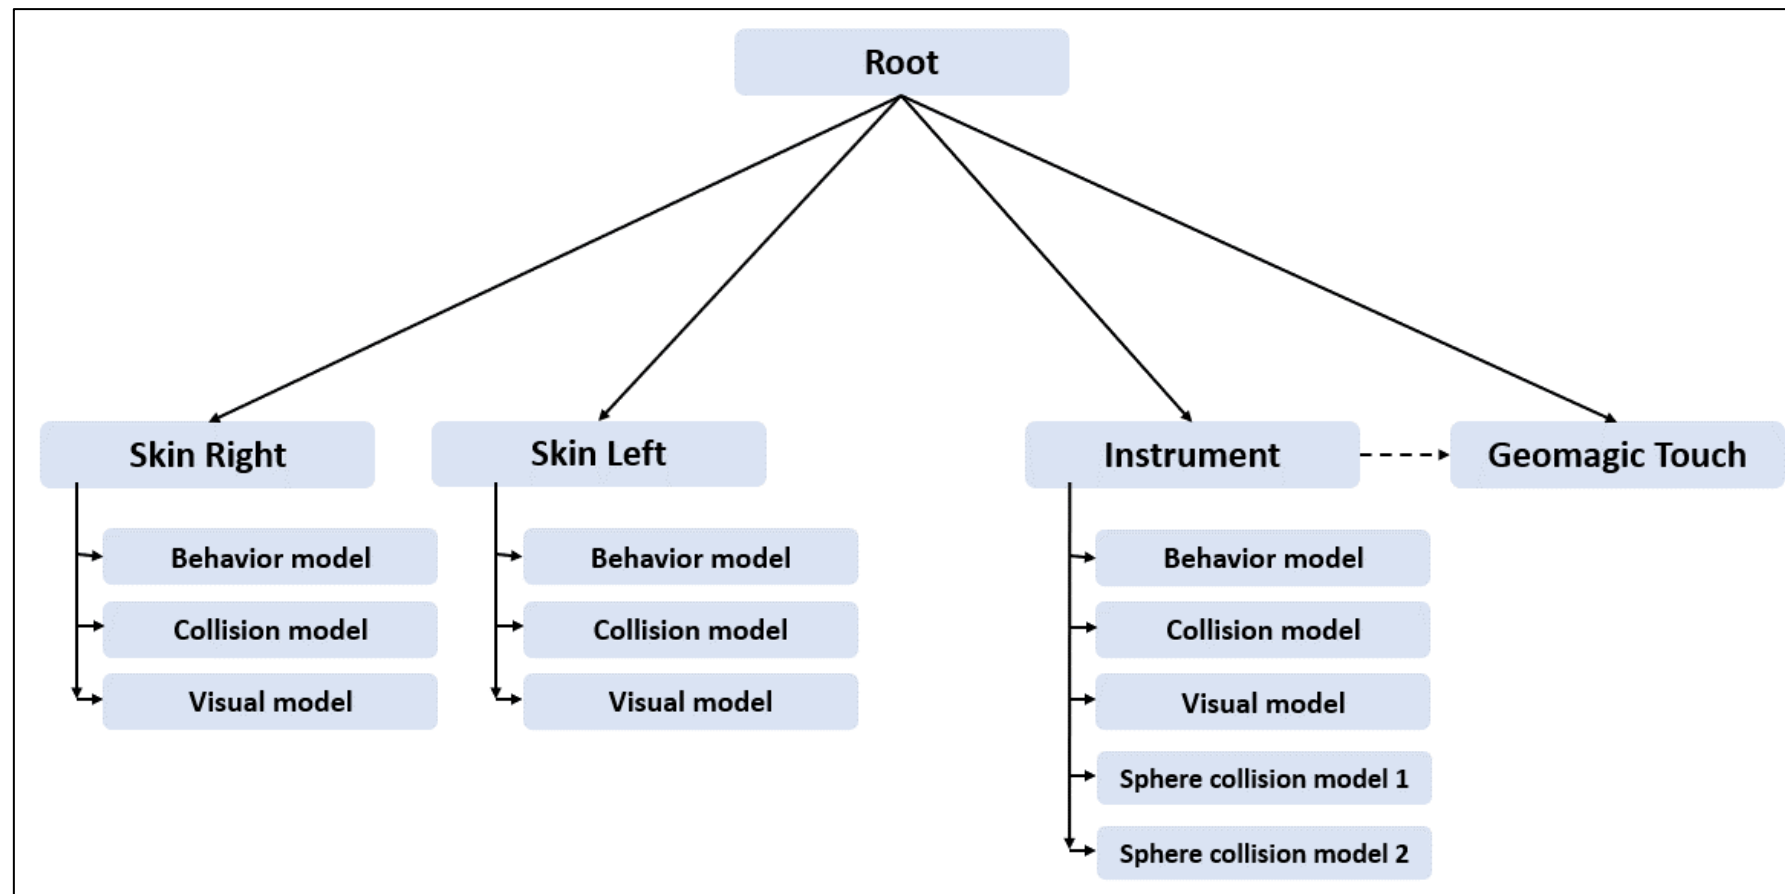 Root
Skin Right
Skin Left
Instrument
Geomagic Touch
Behavior model
Collision model
Visual model
Behavior model
Collision model
Visual model
Behavior model
Collision model
Visual model
Sphere collision model 1
Sphere collision model 2